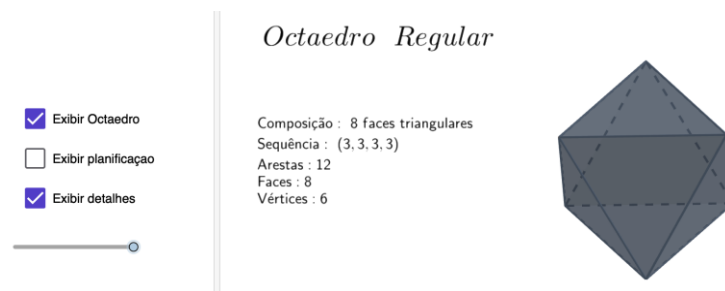 Octaedro Regular
Exibir Octaedro
Exibir planificaçao
Exibir detalhes
Composição : 8 faces triangulares
Sequência : (3, 3, 3, 3)
Arestas : 12
Faces : 8
Vértices : 6